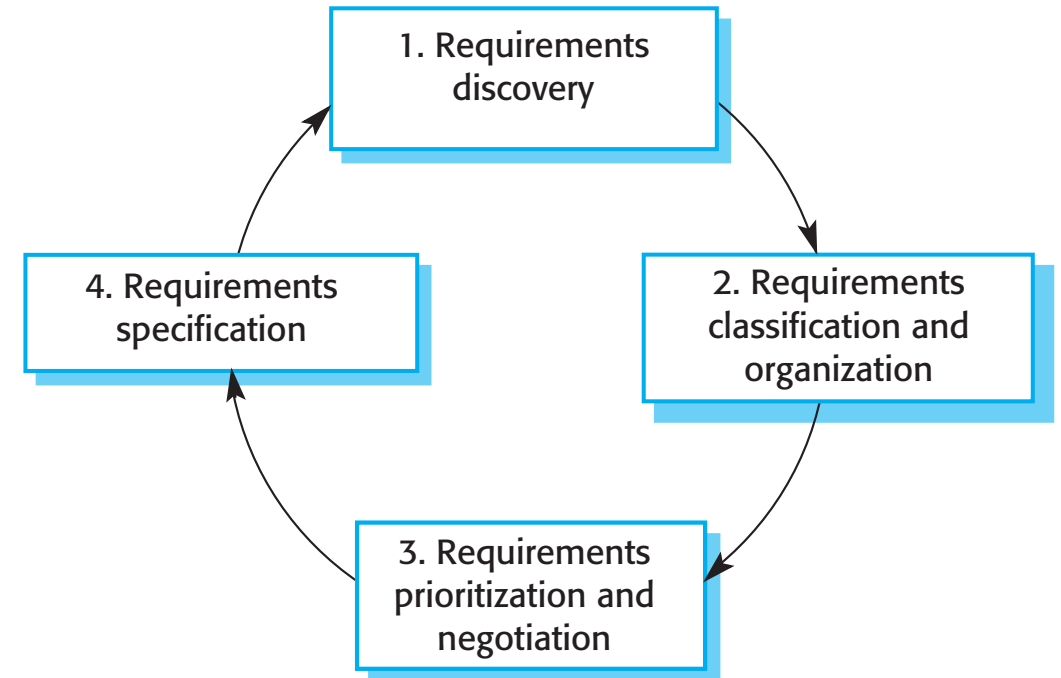 1. Requirements
discovery
2. Requirements
classification and
organization
3. Requirements
prioritization and
negotiation
4. Requirements
specification